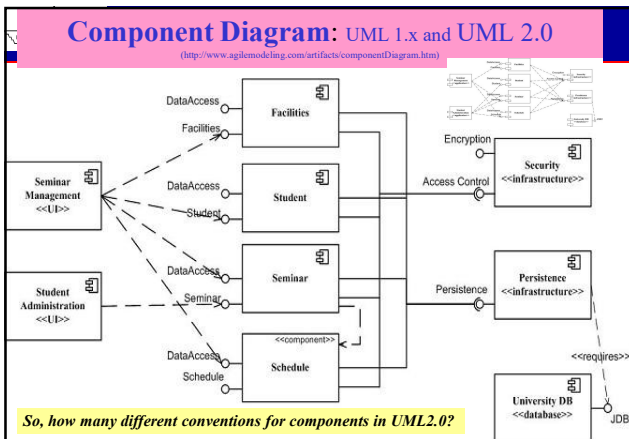 Component Diagram: UML 1.x and UML 2.0
(http://www.agilemodeling.com/artifacts/componentDiagram.htm)
DataAccess
Facilities
Facilities
Encryption
Security
<<infrastructure>>
Access Control
Seminar
Management
<<UI>>
DataAccess
Student
Student
DataAccess
Seminar
Seminar
Student
Administration
<<UI>>
Persistence
Persistence
<<infrastructure>>
<<component>>
DataAccess
Schedule
Schedule
<<requires>>
University DB
<<database>>
JDB
So, how many different conventions for components in UML2.0?